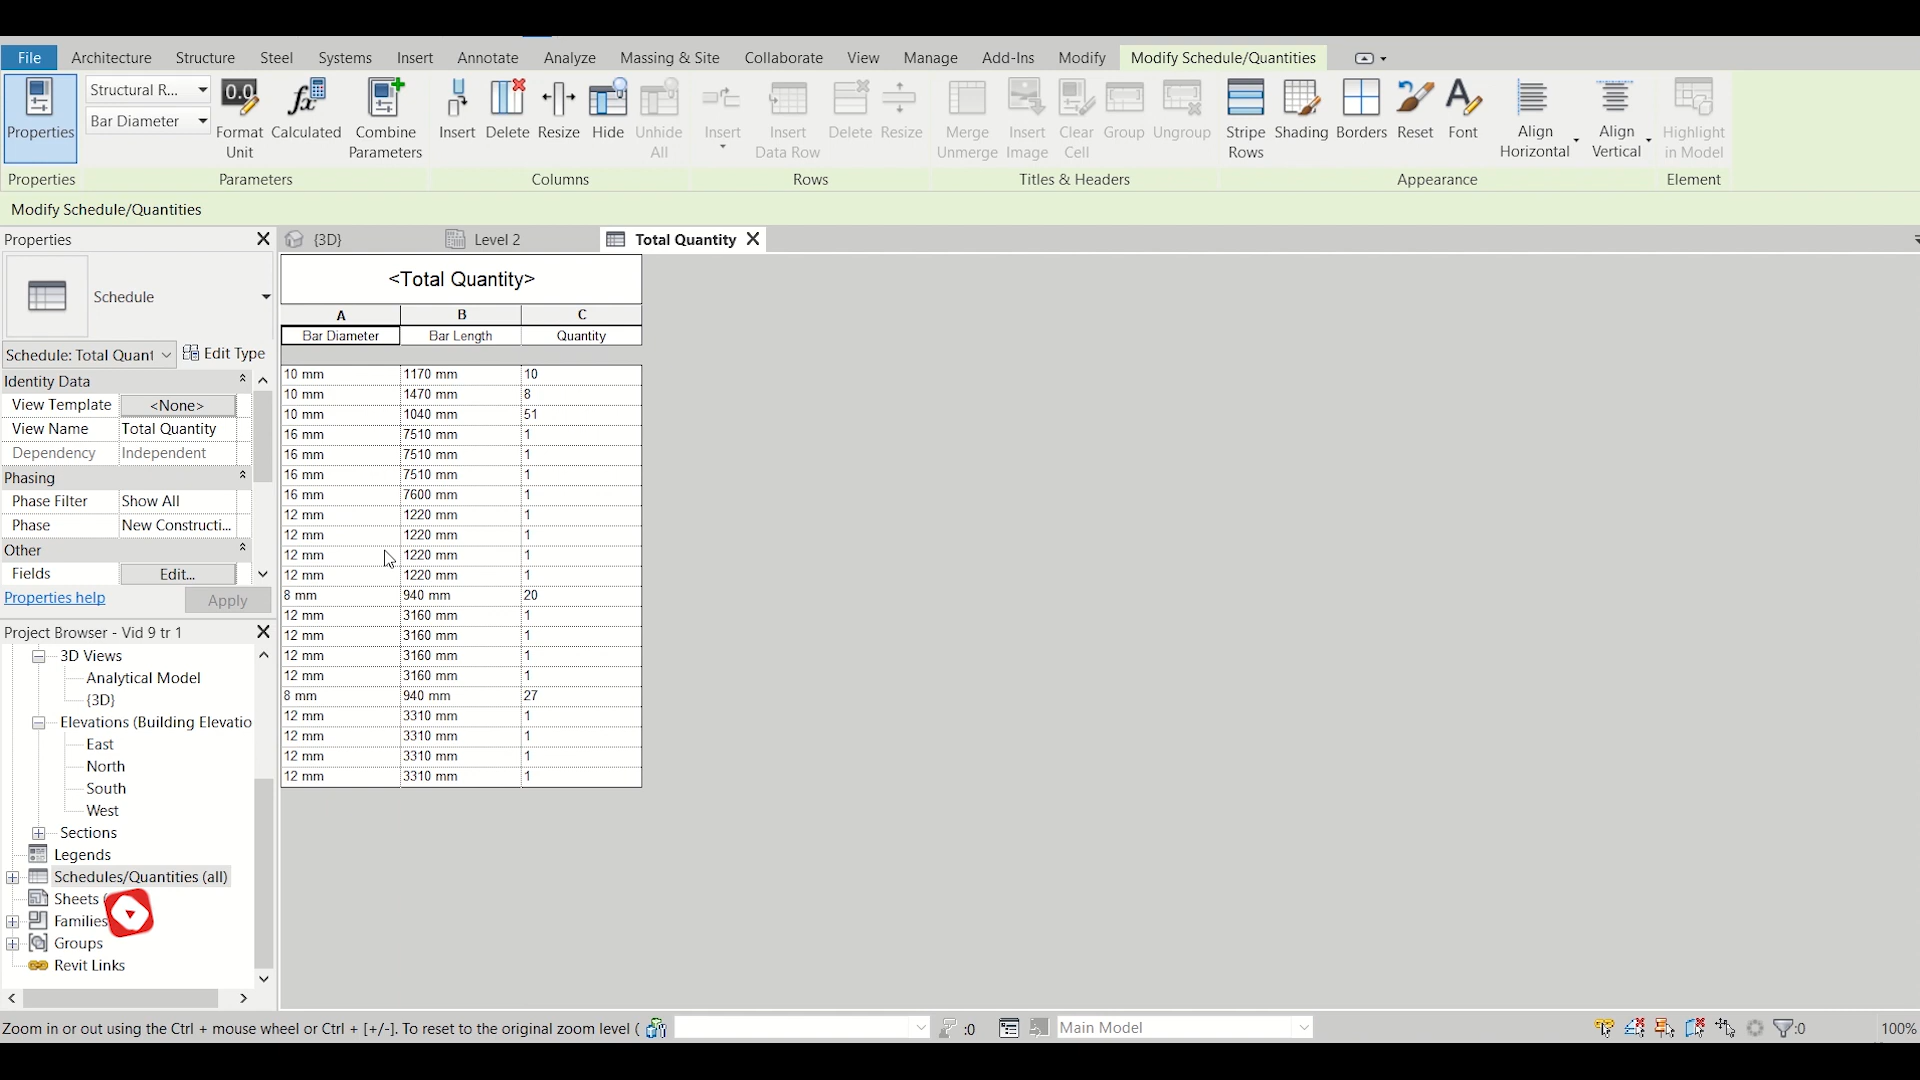 File Architecture Structure Steel Systems Insert Annotate Analyze Massing & Site Collaborate View Manage Add-Ins Modify Modify Schedule/Quantities
Structural R...
Bar Diameter
Properties
Format Unit
Calculated
Combine Parameters
Insert
Delete
Resize
Hide
Unhide All
Insert
Insert Data Row
Delete
Resize
Merge Unmerge
Insert Image
Clear Cell
Group
Ungroup
Stripe Rows
Shading
Borders
Reset
Font
Align Horizontal
Align Vertical
Highlight in Model
Properties Parameters Columns Rows Titles & Headers Appearance Element
Modify Schedule/Quantities
Properties
Schedule
Schedule: Total Quant Edit Type
Identity Data
View Template <None>
View Name Total Quantity
Dependency Independent
Phasing
Phase Filter Show All
Phase New Constructi...
Other
Fields Edit...
Properties help Apply
Project Browser - Vid 9 tr 1
3D Views
Analytical Model
{3D}
Elevations (Building Elevatio
East
North
South
West
Sections
Legends
Schedules/Quantities (all)
Sheets (
Families
Groups
Revit Links
{3D} Level 2 Total Quantity
<Total Quantity>
A B C
Bar Diameter Bar Length Quantity
10 mm 1170 mm 10
10 mm 1470 mm 8
10 mm 1040 mm 51
16 mm 7510 mm 1
16 mm 7510 mm 1
16 mm 7510 mm 1
16 mm 7600 mm 1
12 mm 1220 mm 1
12 mm 1220 mm 1
12 mm 1220 mm 1
12 mm 1220 mm 1
8 mm 940 mm 20
12 mm 3160 mm 1
12 mm 3160 mm 1
12 mm 3160 mm 1
12 mm 3160 mm 1
8 mm 940 mm 27
12 mm 3310 mm 1
12 mm 3310 mm 1
12 mm 3310 mm 1
12 mm 3310 mm 1
Zoom in or out using the Ctrl + mouse wheel or Ctrl + [+/-]. To reset to the original zoom level ( :0 Main Model :0 100%